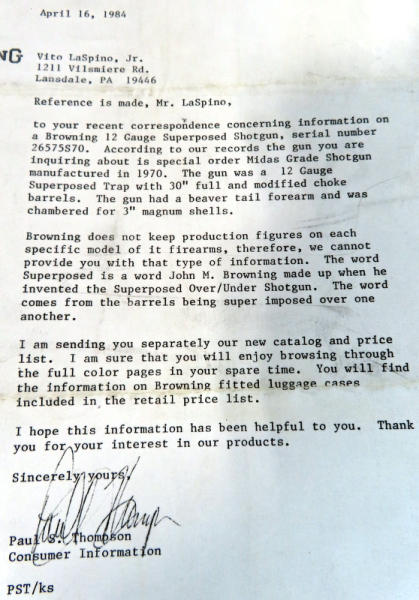 April 16, 1984
NG
Vito LaSpino, Jr.
1211 Vilsmiere Rd.
Lansdale, PA 19446
Reference is made, Mr. LaSpino,
to your recent correspondence concerning information on
a Browning 12 Gauge Superposed Shotgun, serial number
26575S70. According to our records the gun you are
inquiring about is special order Midas Grade Shotgun
manufactured in 1970. The gun was a 12 Gauge
Superposed Trap with 30" full and modified choke
barrels. The gun had a beaver tail forearm and was
chambered for 3" magnum shells.
Browning does not keep production figures on each
specific model of it firearms, therefore, we cannot
provide you with that type of information. The word
Superposed is a word John M. Browning made up when he
invented the Superposed Over/Under Shotgun. The word
comes from the barrels being super imposed over one
another.
I am sending you separately our new catalog and price
list. I am sure that you will enjoy browsing through
the full color pages in your spare time. You will find
the information on Browning fitted luggage cases
included in the retail price list.
I hope this information has been helpful to you. Thank
you for your interest in our products.
Sincerely yours,
Paul S. Thompson
Consumer Information
PST/ks